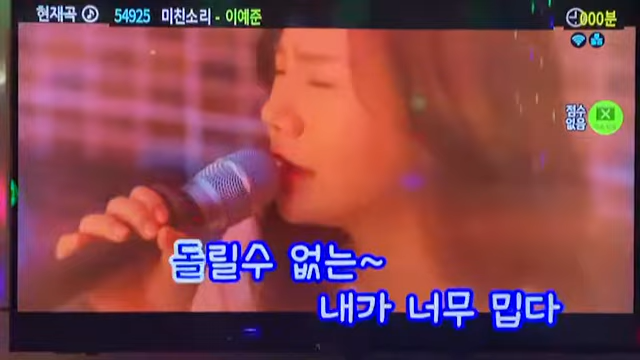 현재곡 54925 미친소리 - 이예준
000분
점수
없음
돌릴수 없는~
내가 너무 밉다